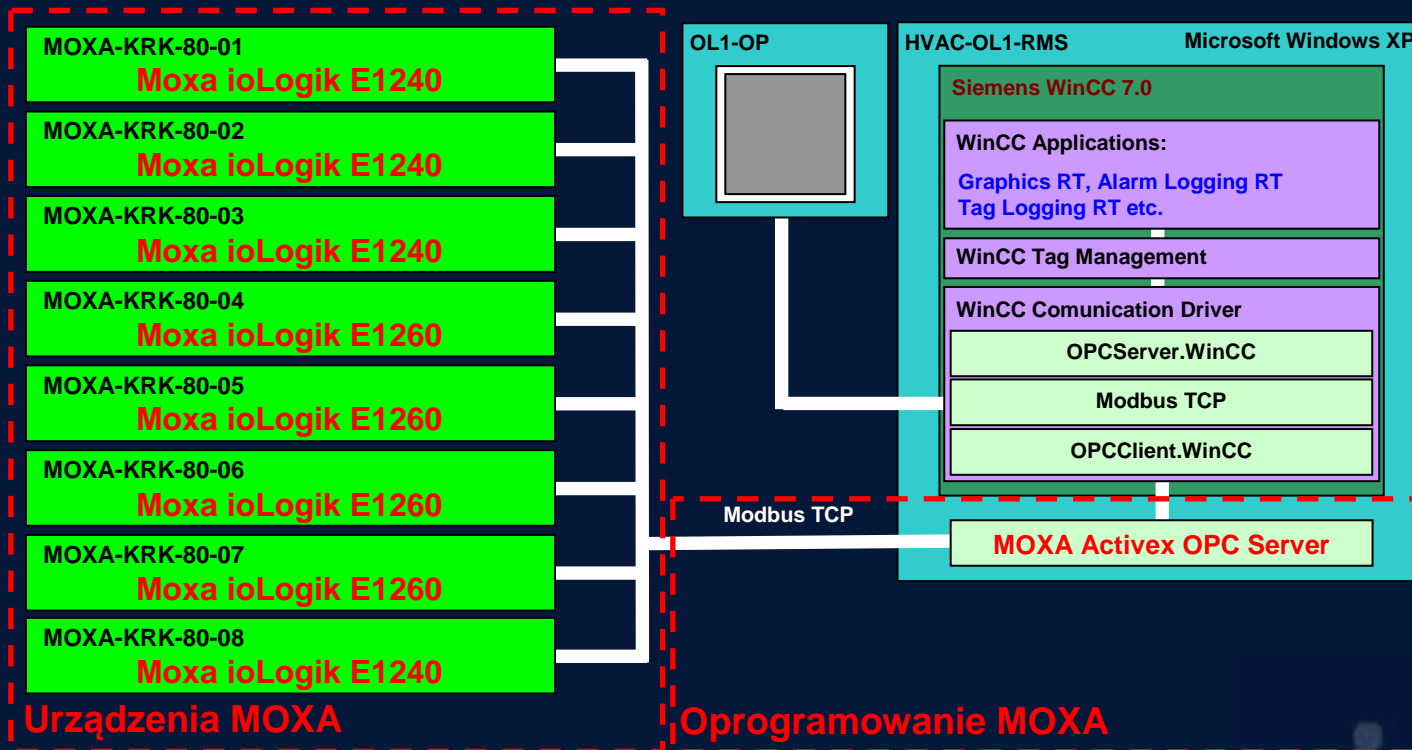 MOXA-KRK-80-01
Moxa ioLogik E1240
MOXA-KRK-80-02
Moxa ioLogik E1240
MOXA-KRK-80-03
Moxa ioLogik E1240
MOXA-KRK-80-04
Moxa ioLogik E1260
MOXA-KRK-80-05
Moxa ioLogik E1260
MOXA-KRK-80-06
Moxa ioLogik E1260
MOXA-KRK-80-07
Moxa ioLogik E1260
MOXA-KRK-80-08
Moxa ioLogik E1240
Urządzenia MOXA
OL1-OP
HVAC-OL1-RMS
Microsoft Windows XP
Siemens WinCC 7.0
WinCC Applications:
Graphics RT, Alarm Logging RT
Tag Logging RT etc.
WinCC Tag Management
WinCC Comunication Driver
OPCServer.WinCC
Modbus TCP
OPCClient.WinCC
Modbus TCP
MOXA Activex OPC Server
Oprogramowanie MOXA